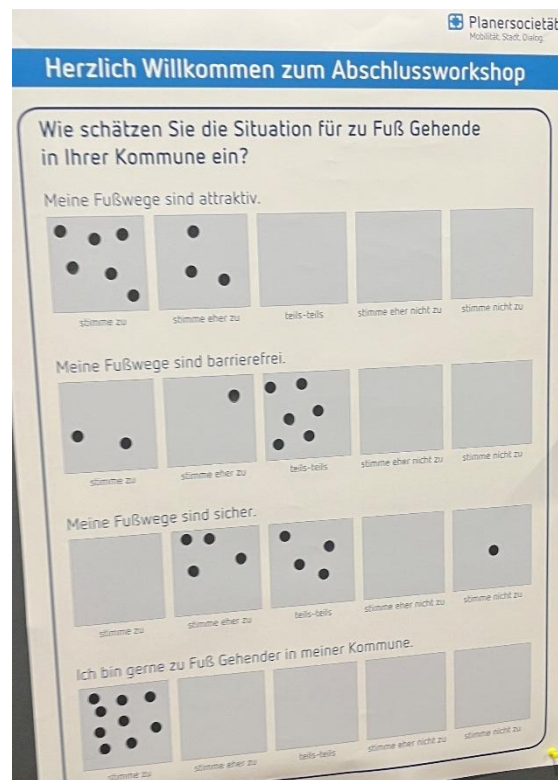 Planersocietät
Mobilität. Stadt. Dialog.
Herzlich Willkommen zum Abschlussworkshop
Wie schätzen Sie die Situation für zu Fuß Gehende
in Ihrer Kommune ein?
Meine Fußwege sind attraktiv.
stimme zu stimme eher zu teils-teils stimme eher nicht zu stimme nicht zu
Meine Fußwege sind barrierefrei.
stimme zu stimme eher zu teils-teils stimme eher nicht zu stimme nicht zu
Meine Fußwege sind sicher.
stimme zu stimme eher zu teils-teils stimme eher nicht zu stimme nicht zu
Ich bin gerne zu Fuß Gehender in meiner Kommune.
stimme zu stimme eher zu teils-teils stimme eher nicht zu stimme nicht zu